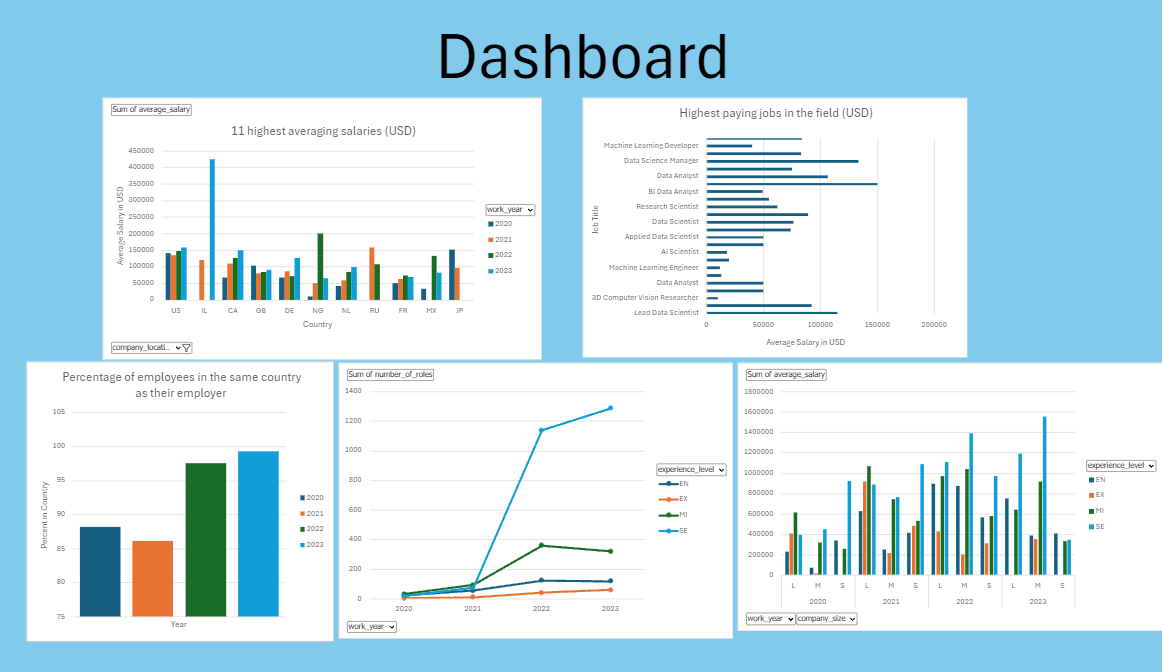 Dashboard
Sum of average_salary
11 highest averaging salaries (USD)
450000
400000
350000
300000
250000
200000
150000
100000
50000
0
Average Salary in USD
US IL CA GB DE NG NL RU FR MX JP
Country
work_year
2020
2021
2022
2023
company_locati...
Highest paying jobs in the field (USD)
Job Title
Machine Learning Developer
Data Science Manager
Data Analyst
BI Data Analyst
Research Scientist
Data Scientist
Applied Data Scientist
AI Scientist
Machine Learning Engineer
Data Analyst
3D Computer Vision Researcher
Lead Data Scientist
0 50000 100000 150000 200000
Average Salary in USD
Percentage of employees in the same country
as their employer
105
100
95
90
85
80
75
Percent in Country
Year
2020
2021
2022
2023
Sum of number_of_roles
1400
1200
1000
800
600
400
200
0
2020 2021 2022 2023
experience_level
EN
EX
MI
SE
work_year
Sum of average_salary
1800000
1600000
1400000
1200000
1000000
800000
600000
400000
200000
0
L M S L M S L M S L M S
2020 2021 2022 2023
experience_level
EN
EX
MI
SE
work_year company_size